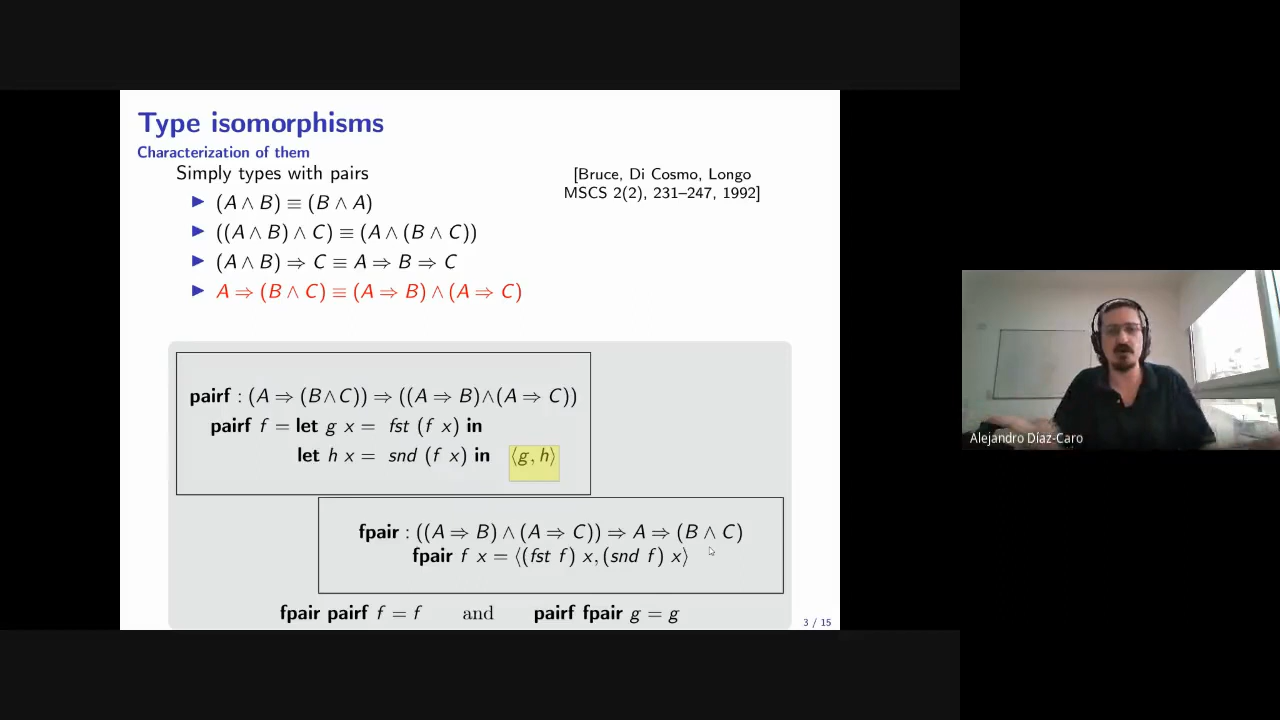 Type isomorphisms
Characterization of them
Simply types with pairs
[Bruce, Di Cosmo, Longo
MSCS 2(2), 231–247, 1992]
▶ (A ∧ B) ≡ (B ∧ A)
▶ ((A ∧ B) ∧ C) ≡ (A ∧ (B ∧ C))
▶ (A ∧ B) ⇒ C ≡ A ⇒ B ⇒ C
▶ A ⇒ (B ∧ C) ≡ (A ⇒ B) ∧ (A ⇒ C)
pairf : (A ⇒ (B∧C)) ⇒ ((A ⇒ B)∧(A ⇒ C))
pairf f = let g x = fst (f x) in
let h x = snd (f x) in ⟨g, h⟩
fpair : ((A ⇒ B) ∧ (A ⇒ C)) ⇒ A ⇒ (B ∧ C)
fpair f x = ⟨(fst f) x, (snd f) x⟩
fpair pairf f = f and pairf fpair g = g
3 / 15
Alejandro Díaz-Caro